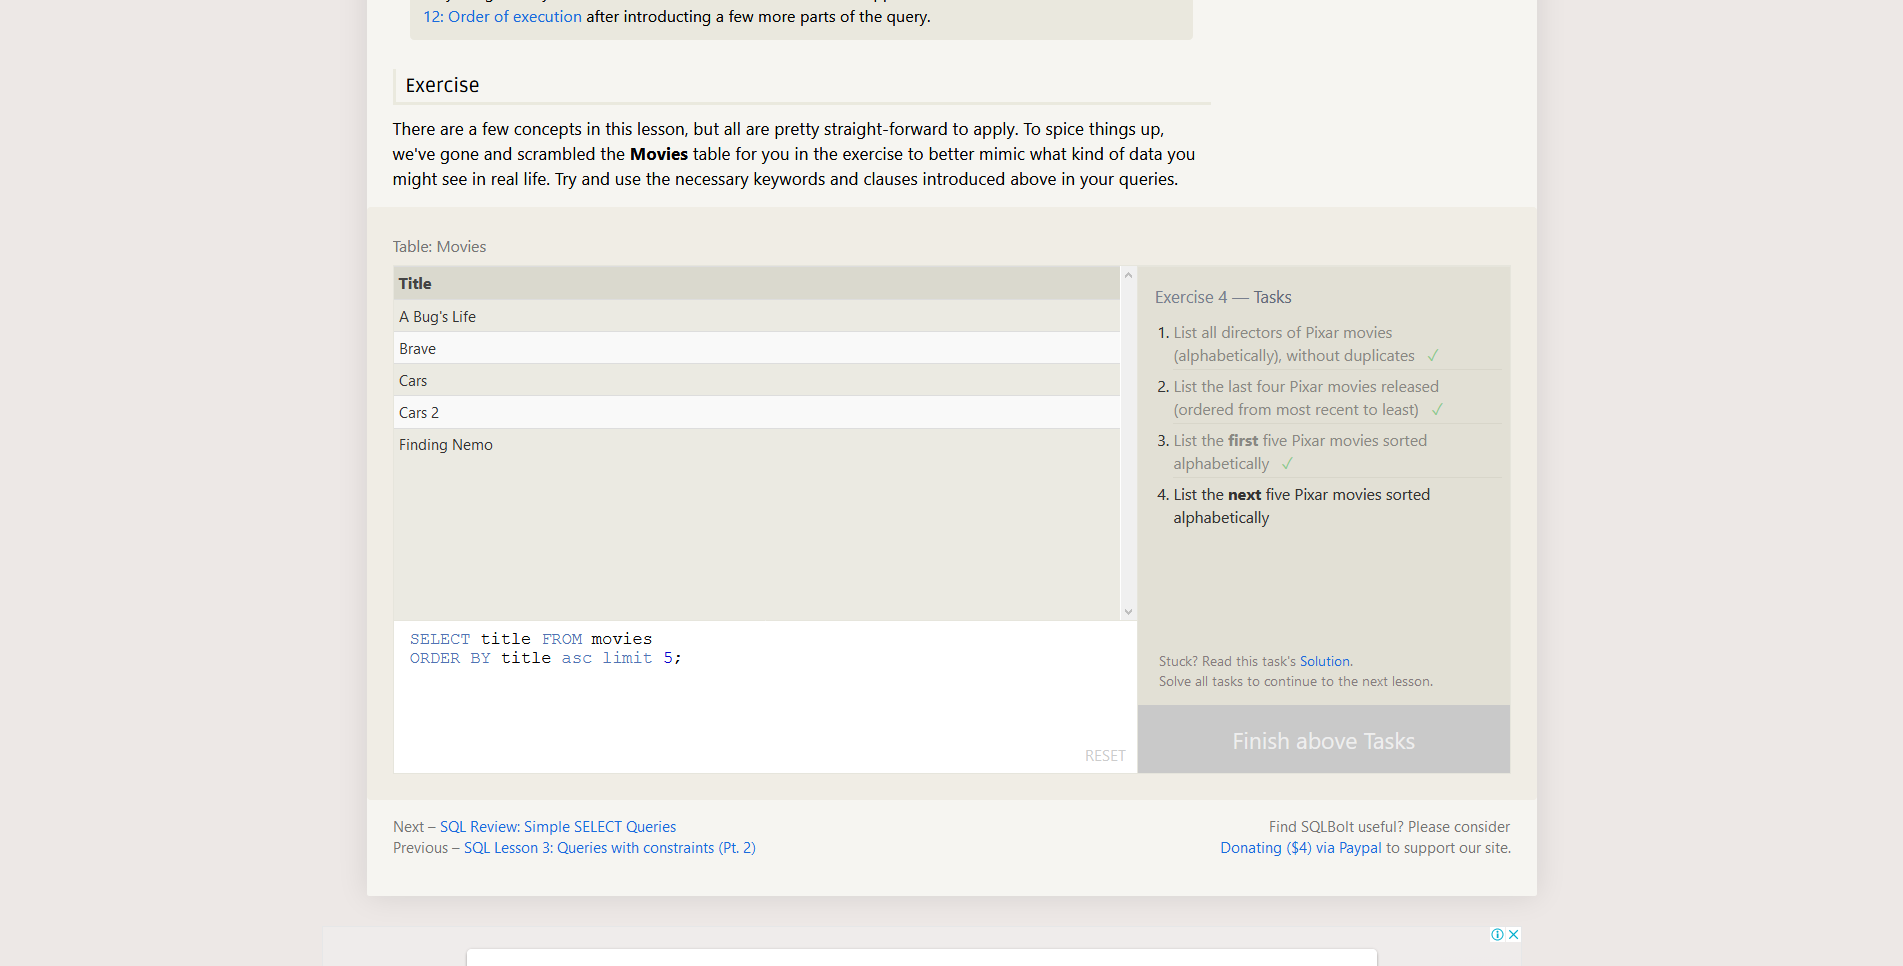 12: Order of execution after introducting a few more parts of the query.
Exercise
There are a few concepts in this lesson, but all are pretty straight-forward to apply. To spice things up,
we've gone and scrambled the Movies table for you in the exercise to better mimic what kind of data you
might see in real life. Try and use the necessary keywords and clauses introduced above in your queries.
Table: Movies
Title
A Bug's Life
Brave
Cars
Cars 2
Finding Nemo
SELECT title FROM movies
ORDER BY title asc limit 5;
RESET
Exercise 4 — Tasks
1. List all directors of Pixar movies
(alphabetically), without duplicates ✓
2. List the last four Pixar movies released
(ordered from most recent to least) ✓
3. List the first five Pixar movies sorted
alphabetically ✓
4. List the next five Pixar movies sorted
alphabetically
Stuck? Read this task's Solution.
Solve all tasks to continue to the next lesson.
Finish above Tasks
Next – SQL Review: Simple SELECT Queries
Previous – SQL Lesson 3: Queries with constraints (Pt. 2)
Find SQLBolt useful? Please consider
Donating ($4) via Paypal to support our site.